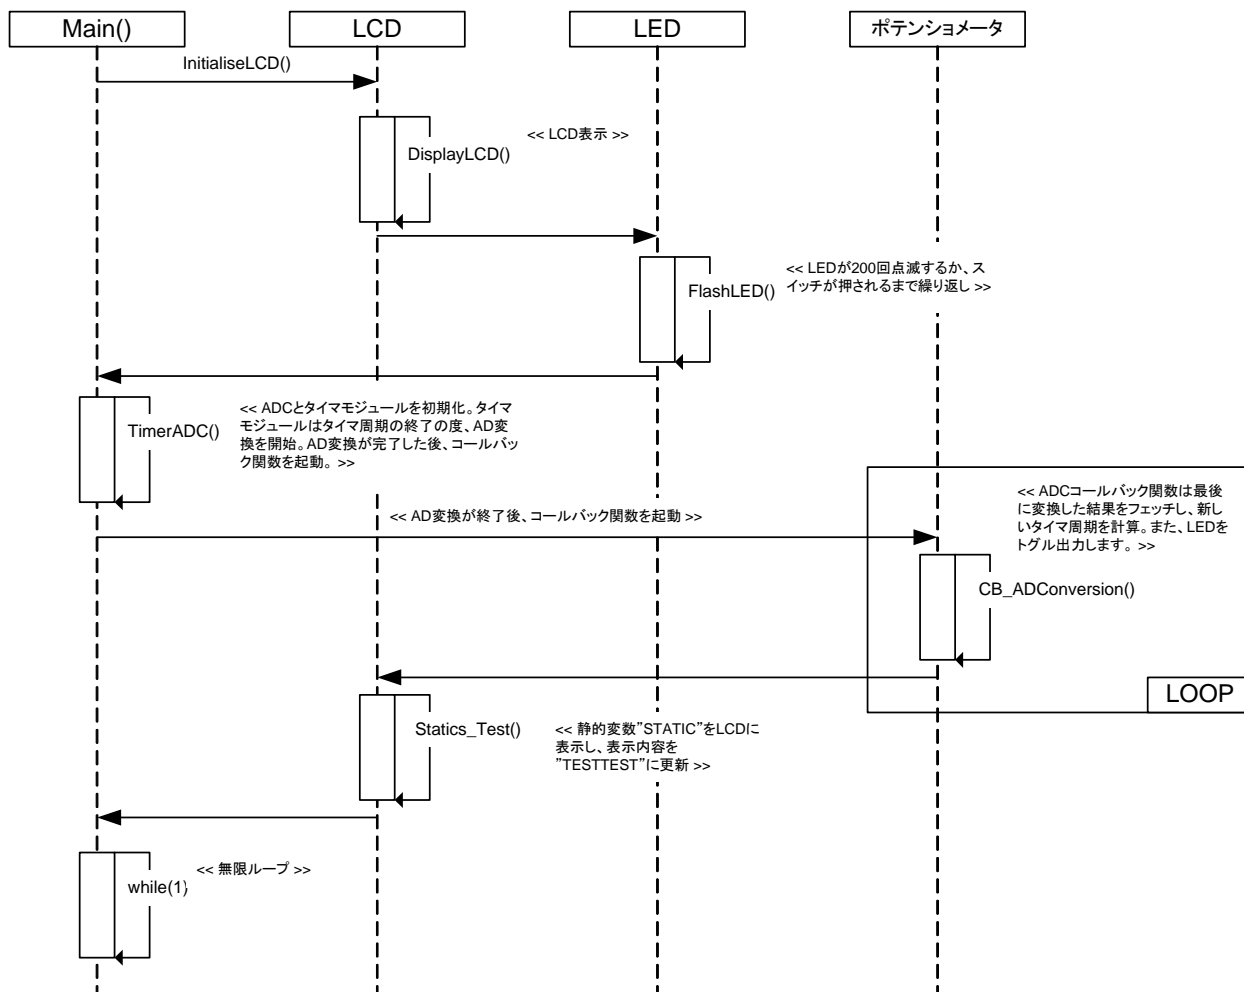 Main()
LCD
LED
ポテンショメータ
InitialiseLCD()
<< LCD表示 >>
DisplayLCD()
<< LEDが200回点滅するか、ス
イッチが押されるまで繰り返し >>
FlashLED()
<< ADCとタイマモジュールを初期化。タイマ
モジュールはタイマ周期の終了の度、AD変
換を開始。AD変換が完了した後、コールバッ
ク関数を起動。 >>
TimerADC()
<< ADCコールバック関数は最後
に変換した結果をフェッチし、新し
いタイマ周期を計算。また、LEDを
トグル出力します。 >>
<< AD変換が終了後、コールバック関数を起動 >>
CB_ADConversion()
LOOP
Statics_Test()
<< 静的変数”STATIC”をLCDに
表示し、表示内容を
”TESTTEST”に更新 >>
<< 無限ループ >>
while(1)